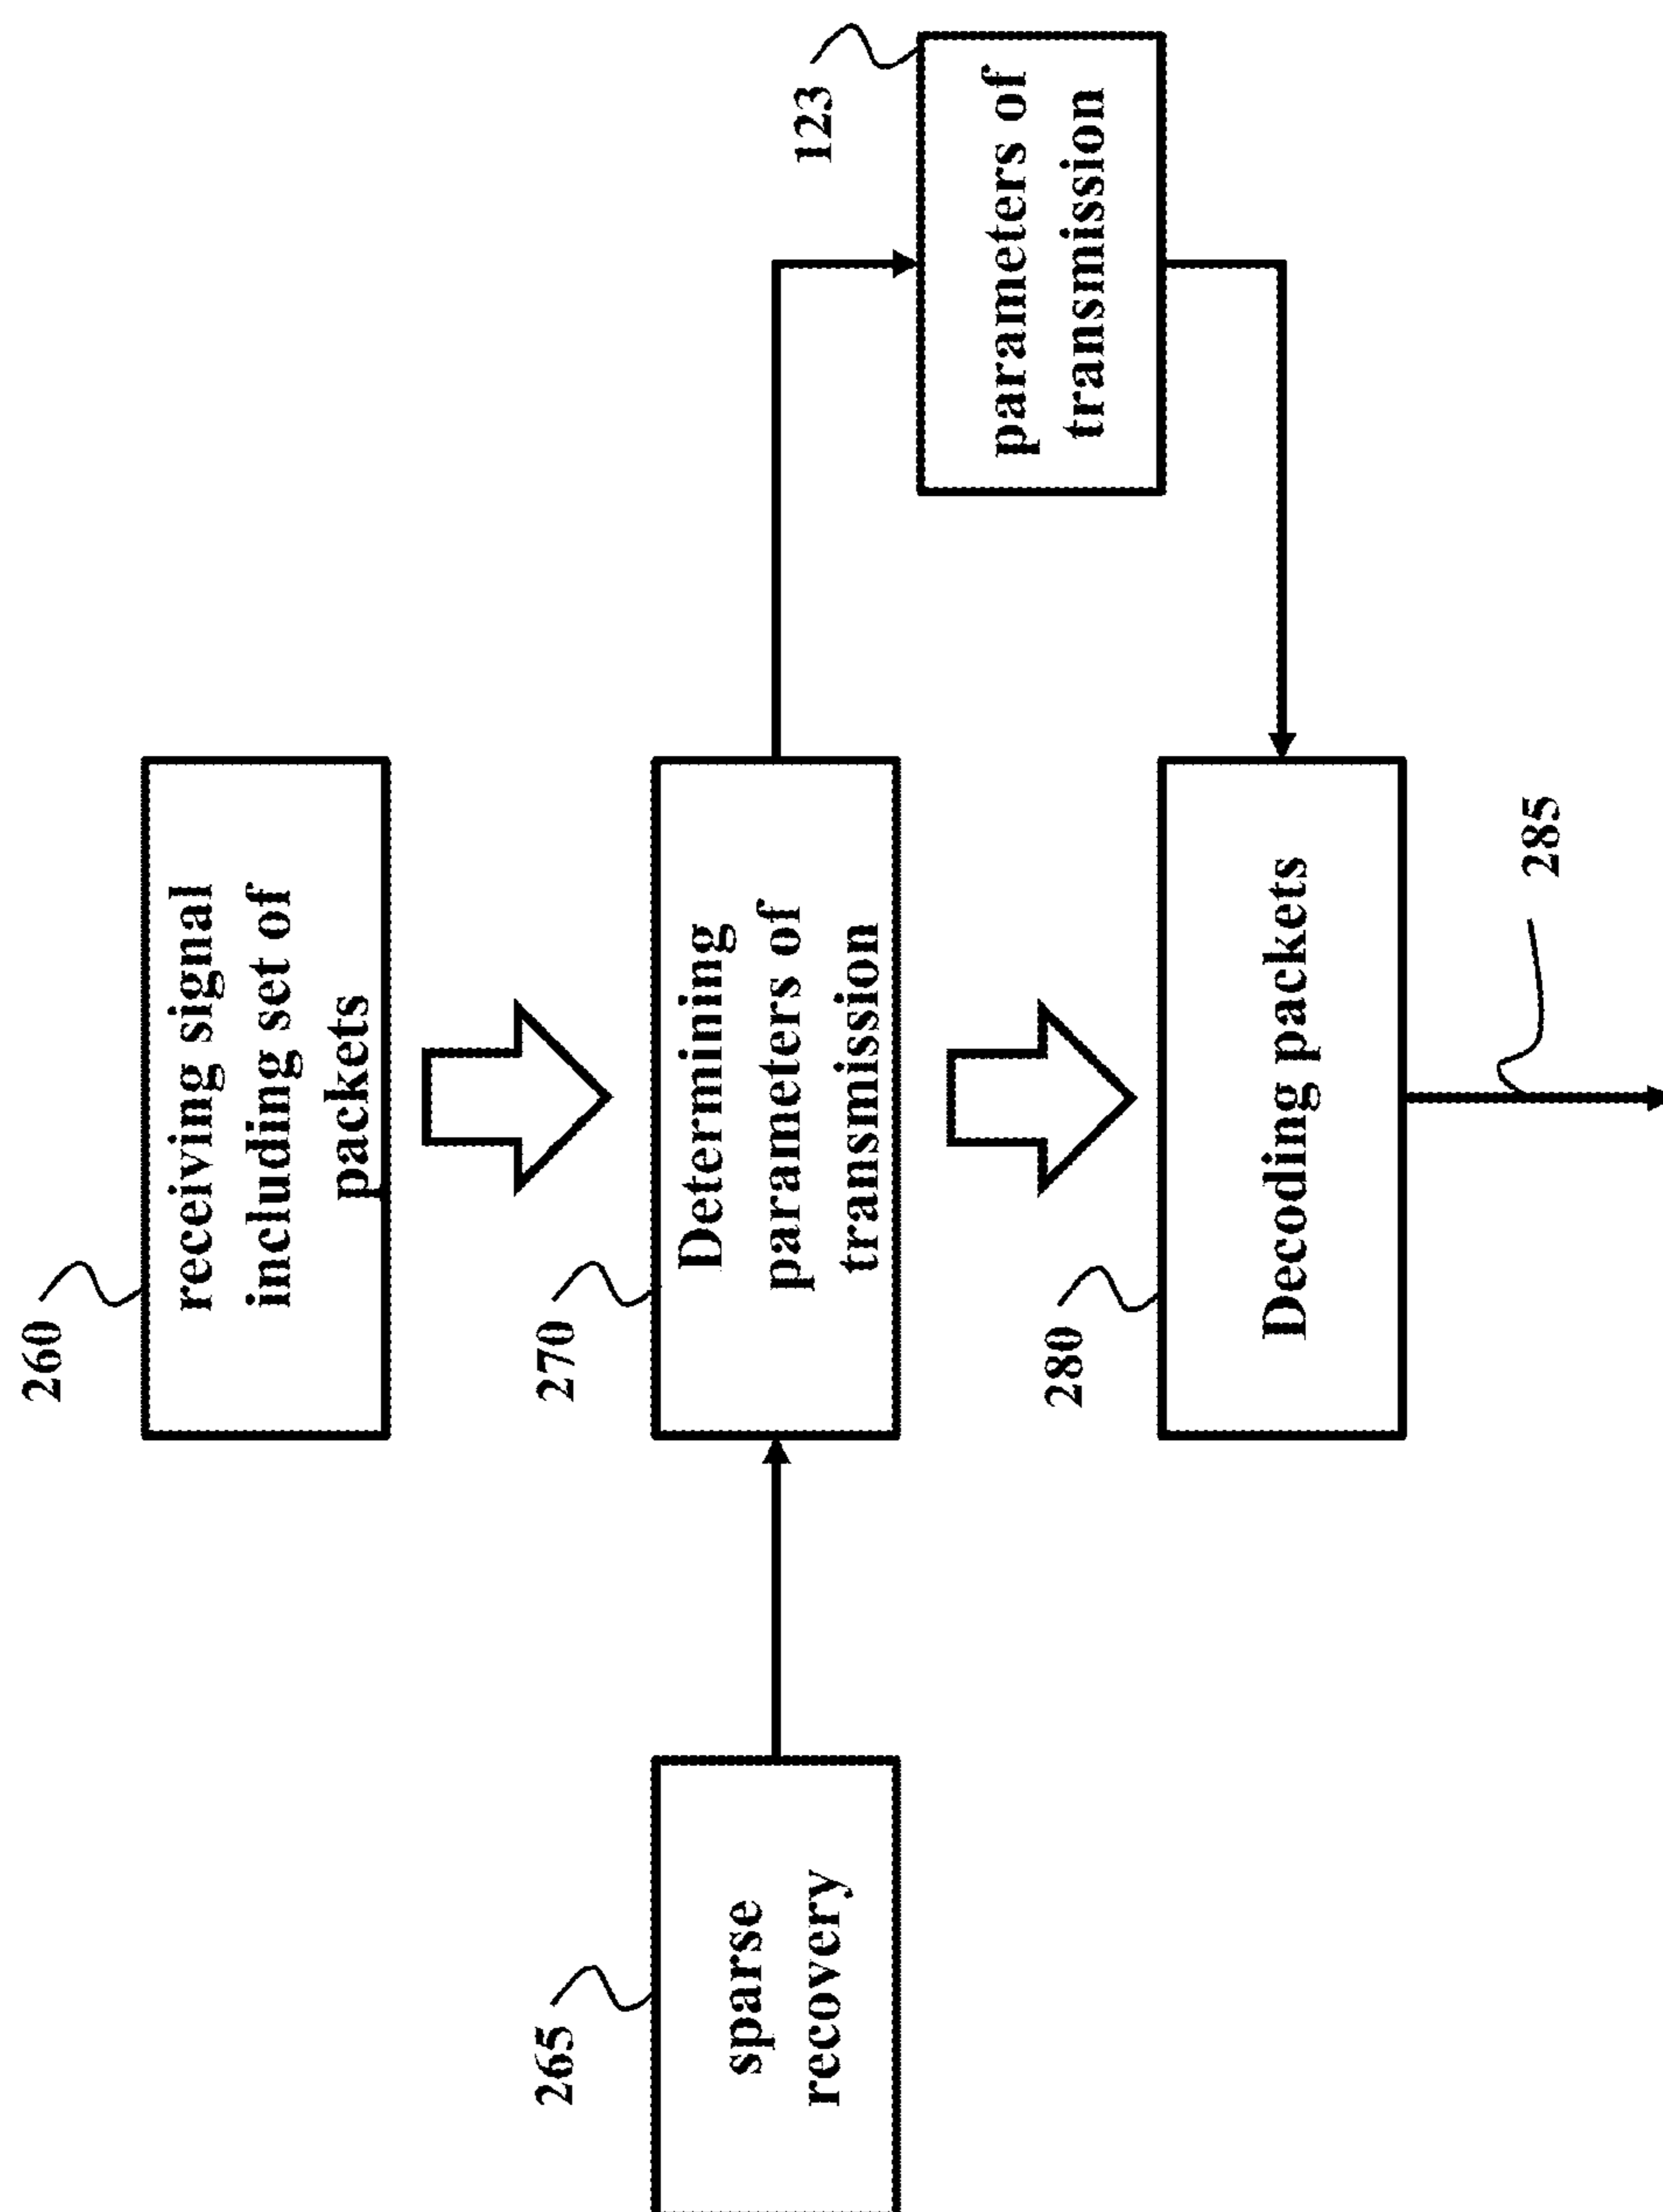 260
receiving signal
including set of
packets
265
sparse
recovery
270
Determining
parameters of
transmission
123
parameters of
transmission
280
Decoding packets
285